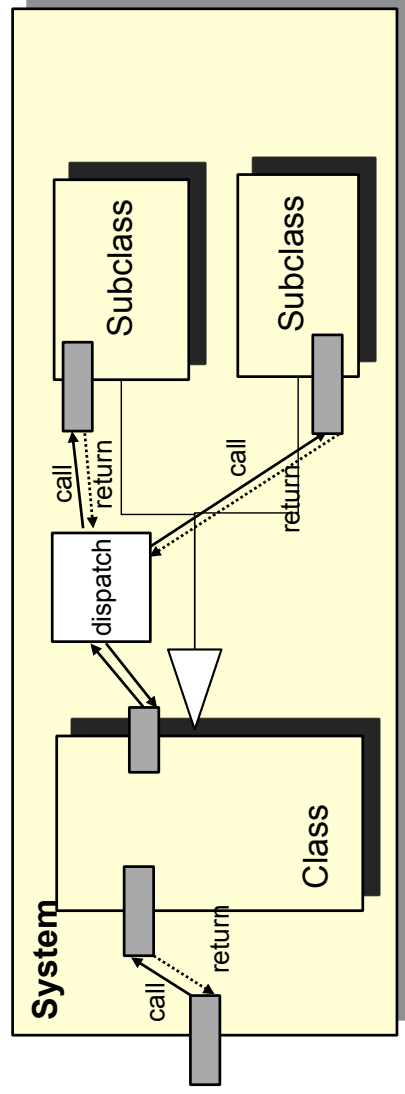 System
call
return
Class
dispatch
call
return
call
return
Subclass
Subclass